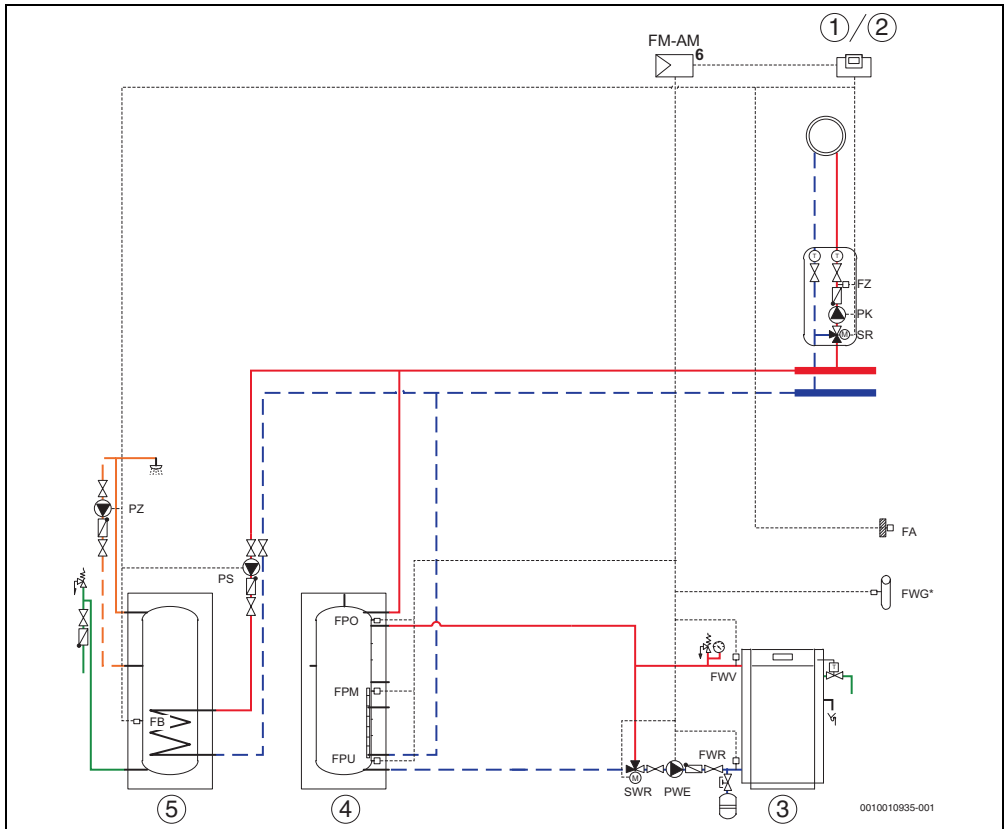 1/2
FM-AM
6
T T
FZ
PK
M SR
PZ
FA
PS
FWG*
FPO
T
FWV
FPM
FB
FPU
FWR
M
SWR PWE
5
4
3
0010010935-001